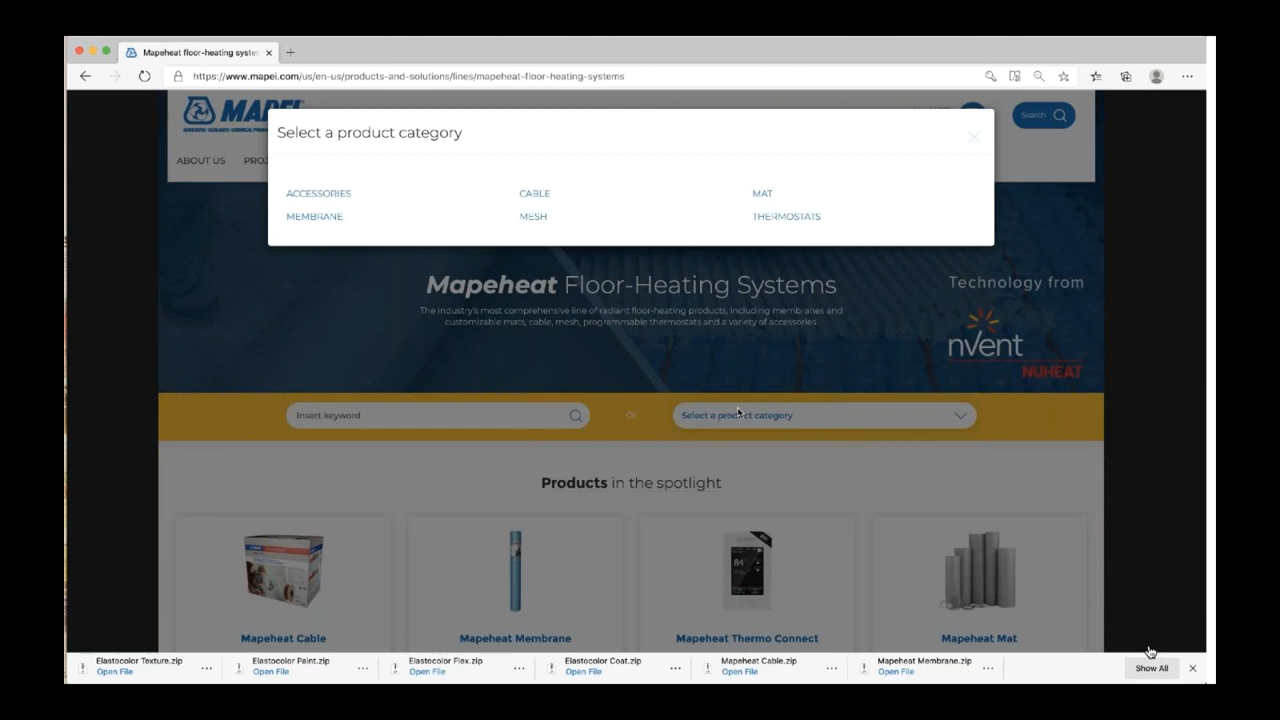 Mapeheat floor-heating syste
https://www.mapei.com/us/en-us/products-and-solutions/lines/mapeheat-floor-heating-systems
MAPEI
Search
Select a product category
ABOUT US
ACCESSORIES CABLE MAT
MEMBRANE MESH THERMOSTATS
Mapeheat Floor-Heating Systems
Technology from
The industry's most comprehensive line of radiant floor-heating products, including membranes and
customizable mats, cable, mesh, programmable thermostats and a variety of accessories.
nVent
NUHEAT
Insert keyword Or Select a product category
Products in the spotlight
84°
Mapeheat Cable Mapeheat Membrane Mapeheat Thermo Connect Mapeheat Mat
Elastocolor Texture.zip Elastocolor Paint.zip Elastocolor Flex.zip Elastocolor Coat.zip Mapeheat Cable.zip Mapeheat Membrane.zip
Open File Open File Open File Open File Open File Open File
Show All